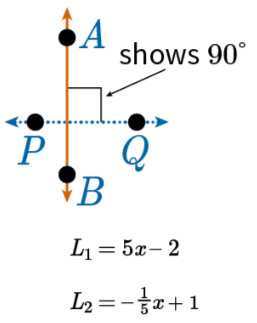 A
shows 90°
P Q
B
L₁ = 5x – 2
L₂ = –1/5x + 1